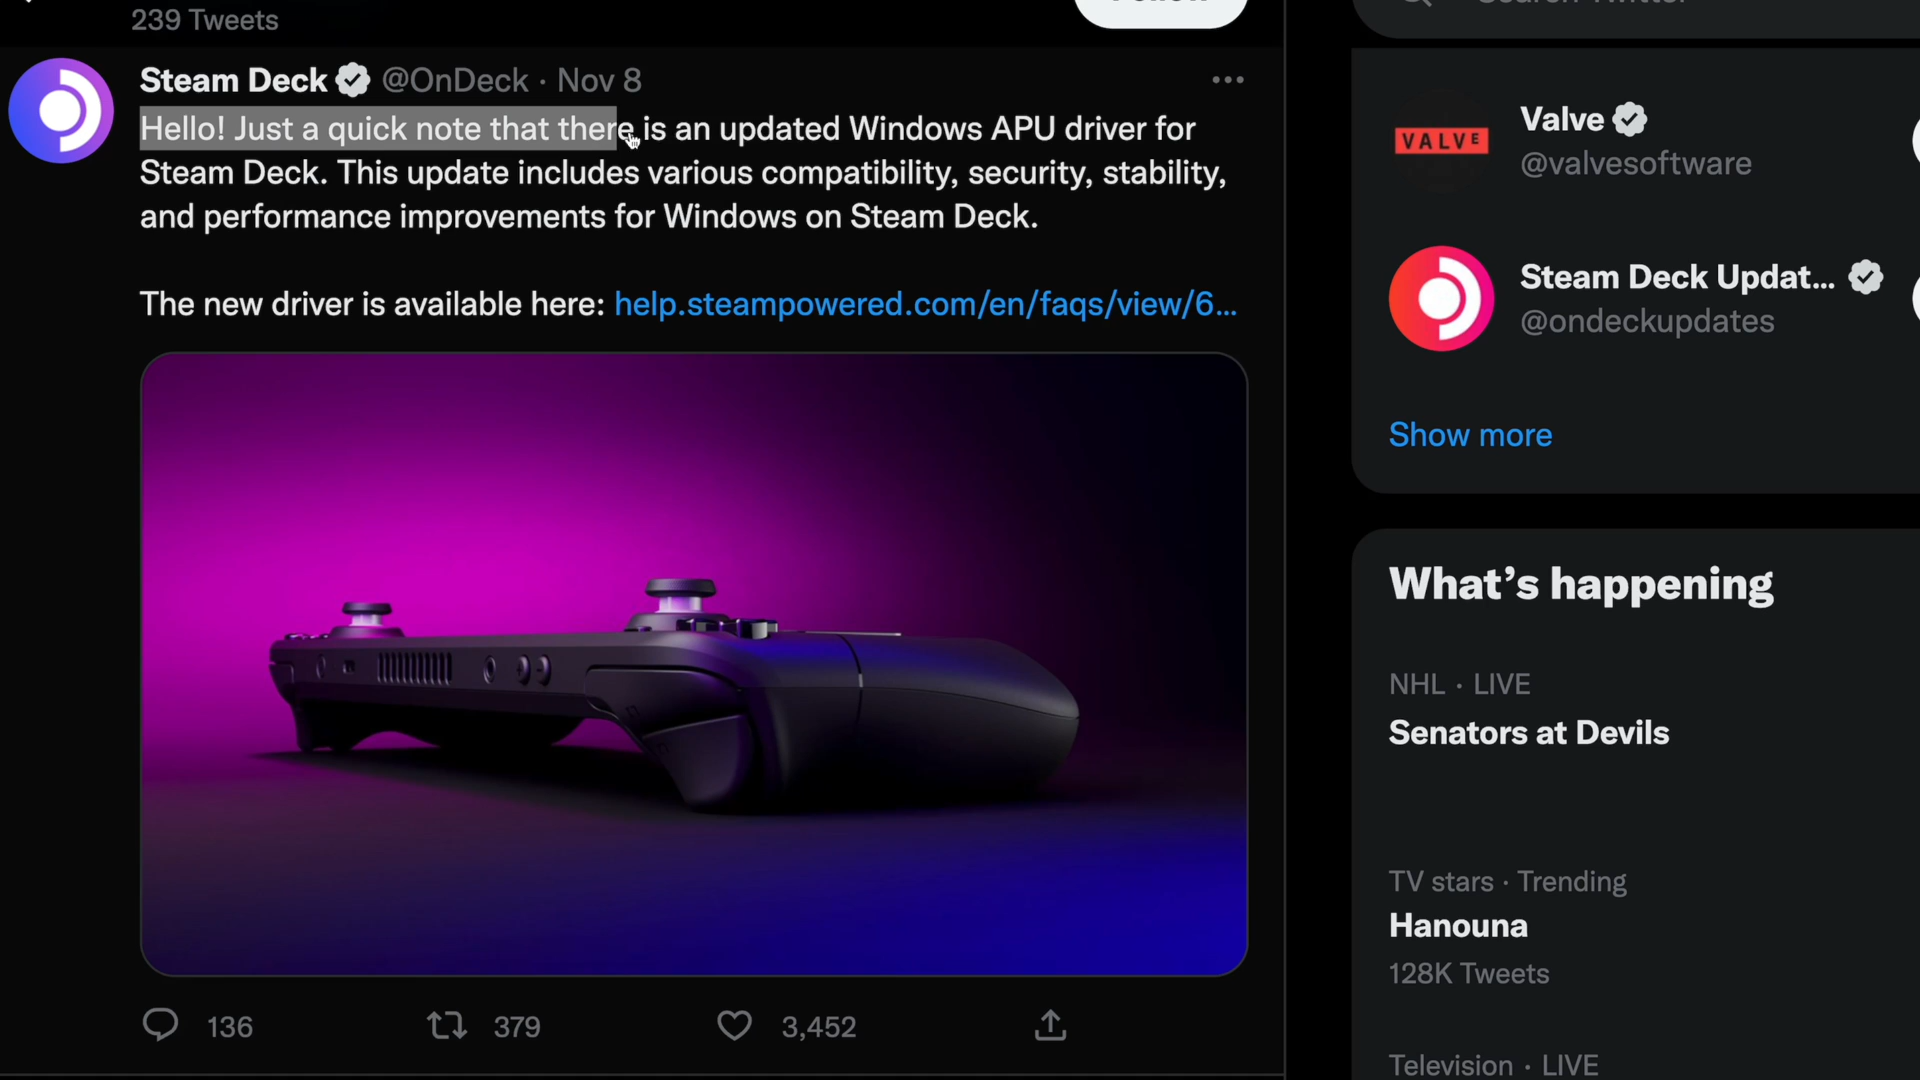 239 Tweets
Steam Deck @OnDeck · Nov 8
Hello! Just a quick note that there is an updated Windows APU driver for
Steam Deck. This update includes various compatibility, security, stability,
and performance improvements for Windows on Steam Deck.
The new driver is available here: help.steampowered.com/en/faqs/view/6...
136
379
3,452
VALVE
Valve
@valvesoftware
Steam Deck Updat...
@ondeckupdates
Show more
What's happening
NHL · LIVE
Senators at Devils
TV stars · Trending
Hanouna
128K Tweets
Television · LIVE